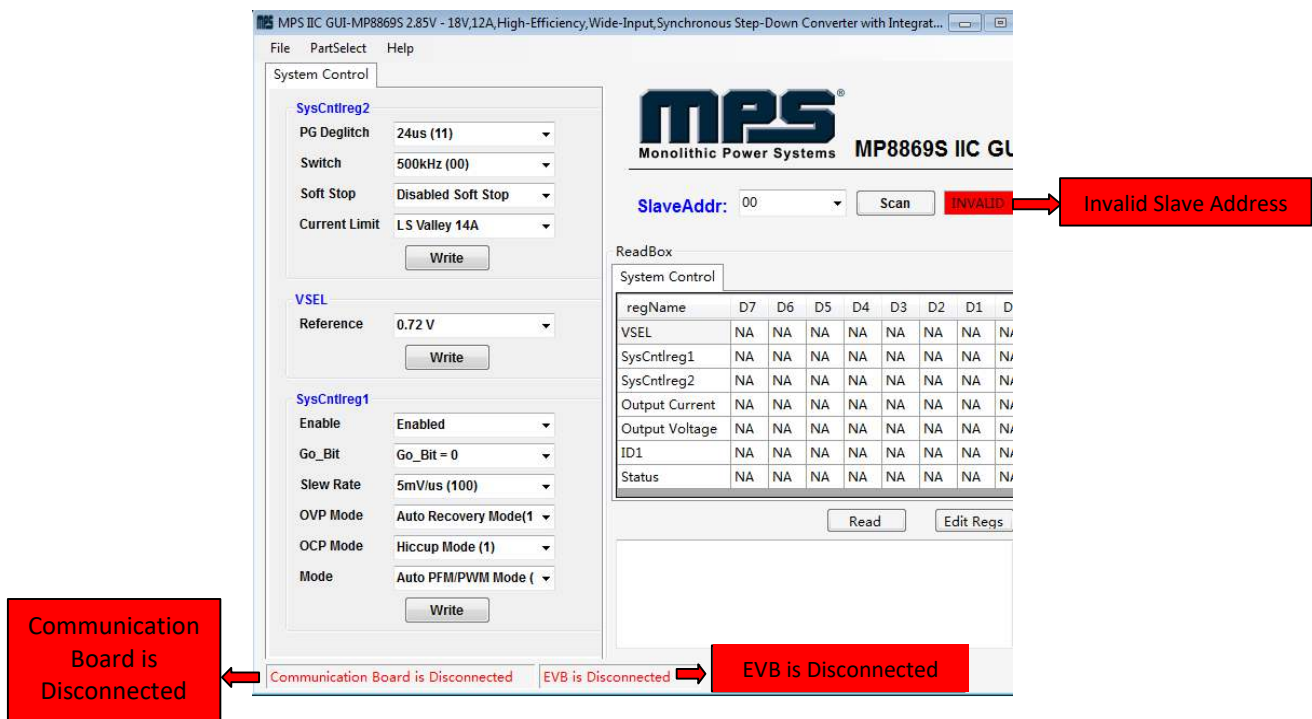 MPS IIC GUI-MP8869S 2.85V - 18V,12A,High-Efficiency,Wide-Input,Synchronous Step-Down Converter with Integrat...
File PartSelect Help
System Control
SysCntlreg2
PG Deglitch 24us (11)
Switch 500kHz (00)
Soft Stop Disabled Soft Stop
Current Limit LS Valley 14A
Write
VSEL
Reference 0.72 V
Write
SysCntlreg1
Enable Enabled
Go_Bit Go_Bit = 0
Slew Rate 5mV/us (100)
OVP Mode Auto Recovery Mode(1
OCP Mode Hiccup Mode (1)
Mode Auto PFM/PWM Mode (
Write
mps®
Monolithic Power Systems MP8869S IIC GU
SlaveAddr: 00 Scan INVALID
Invalid Slave Address
ReadBox
System Control
regName D7 D6 D5 D4 D3 D2 D1 D
VSEL NA NA NA NA NA NA NA NA
SysCntlreg1 NA NA NA NA NA NA NA NA
SysCntlreg2 NA NA NA NA NA NA NA NA
Output Current NA NA NA NA NA NA NA NA
Output Voltage NA NA NA NA NA NA NA NA
ID1 NA NA NA NA NA NA NA NA
Status NA NA NA NA NA NA NA NA
Read Edit Regs
Communication
Board is
Disconnected
Communication Board is Disconnected EVB is Disconnected
EVB is Disconnected